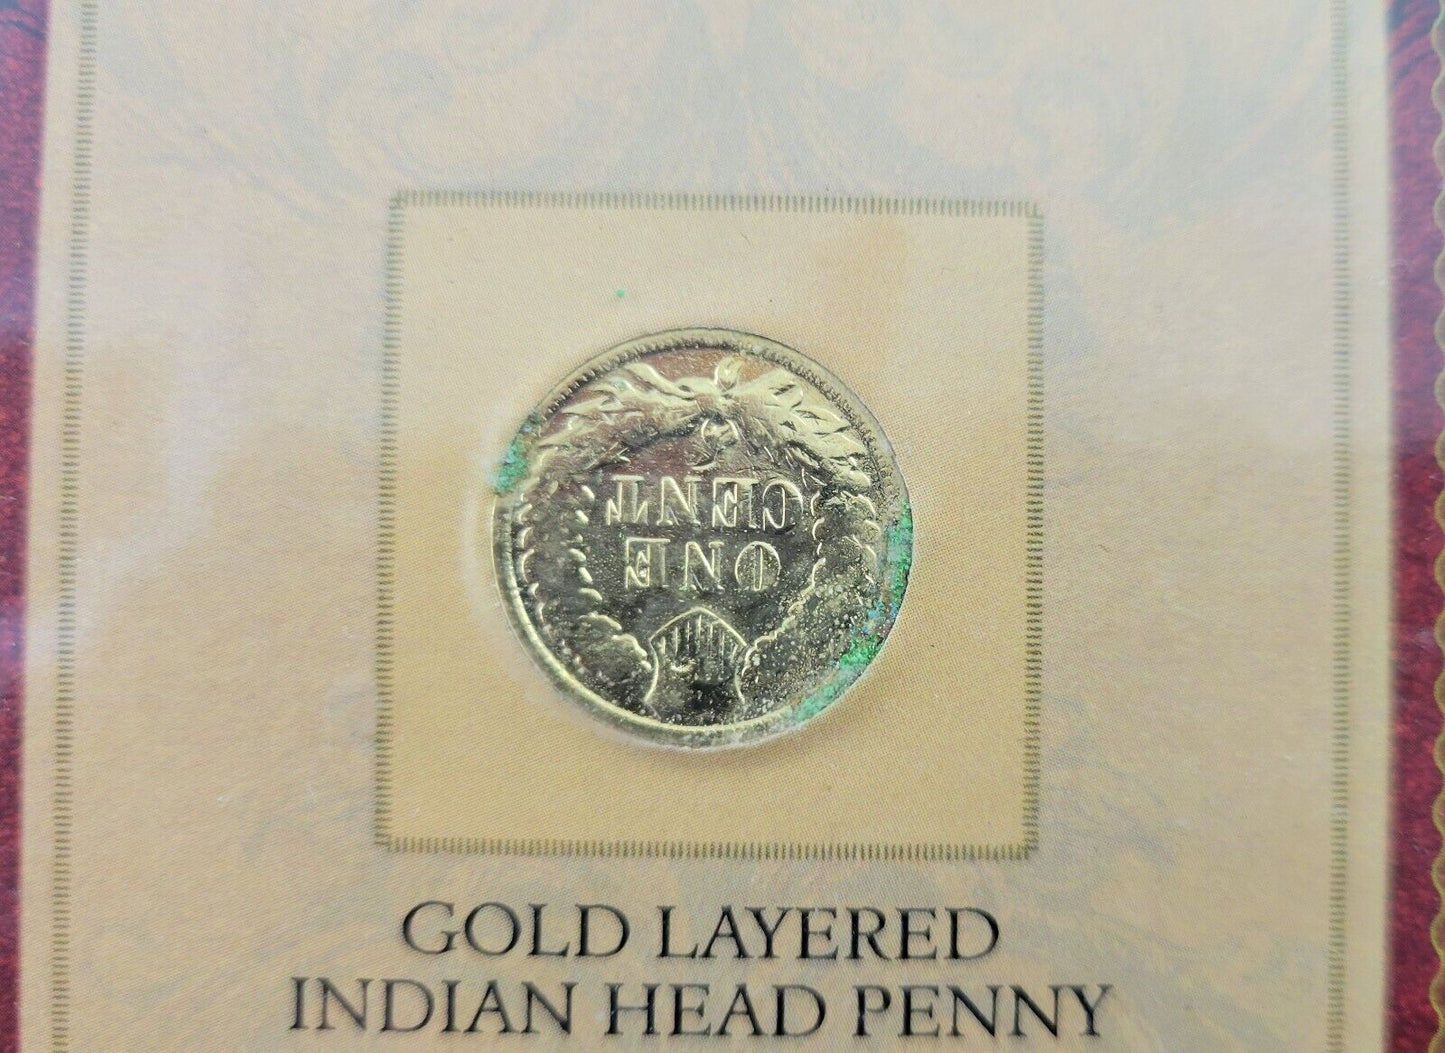 ONE
CENT
GOLD LAYERED
INDIAN HEAD PENNY